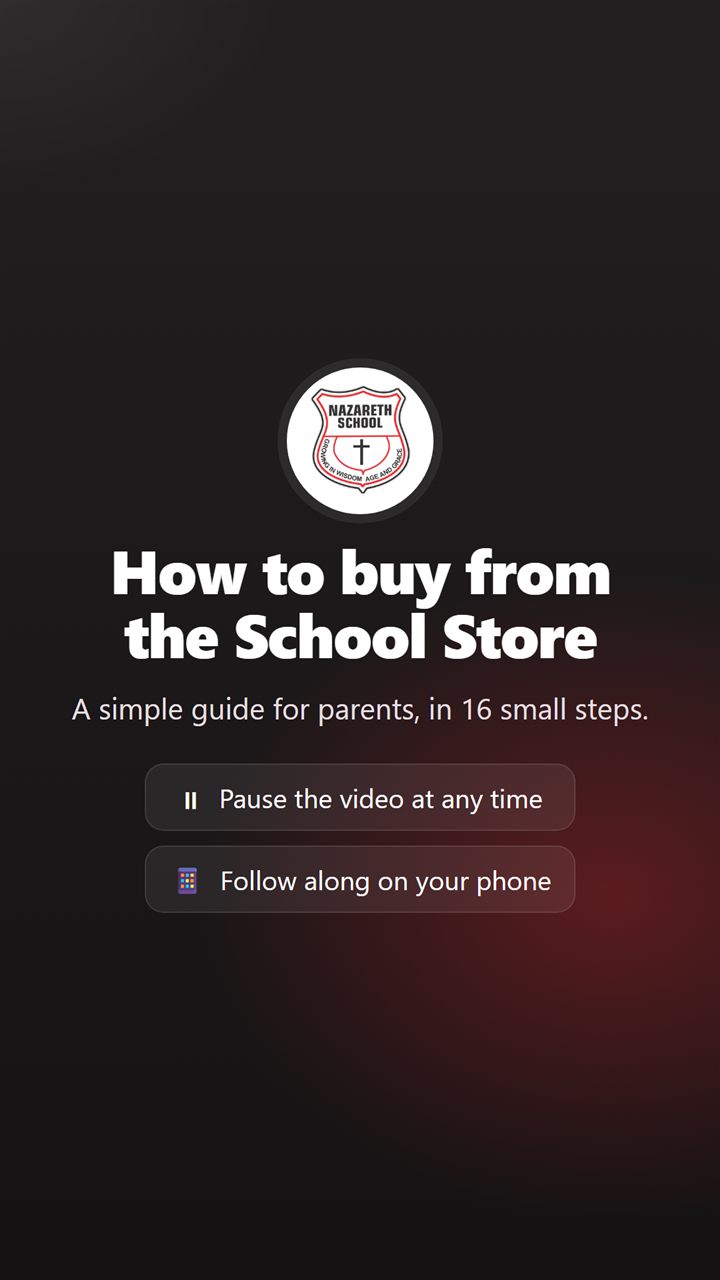 NAZARETH
SCHOOL
GROWING IN WISDOM AGE AND GRACE
How to buy from
the School Store
A simple guide for parents, in 16 small steps.
Pause the video at any time
Follow along on your phone